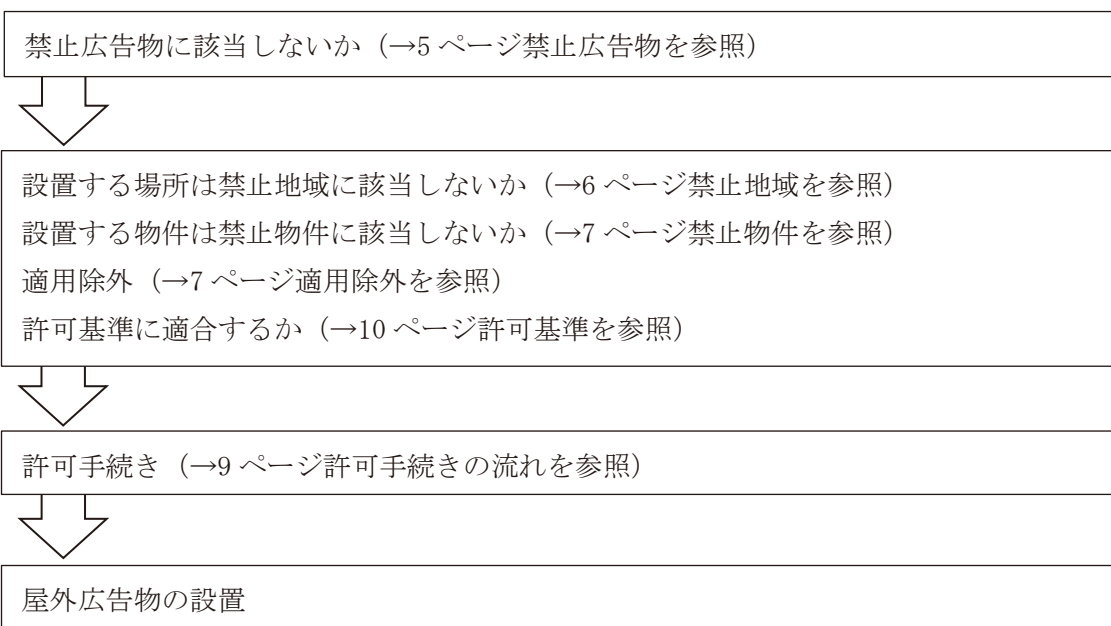 禁止広告物に該当しないか（→5 ページ禁止広告物を参照）
設置する場所は禁止地域に該当しないか（→6 ページ禁止地域を参照）
設置する物件は禁止物件に該当しないか（→7 ページ禁止物件を参照）
適用除外（→7 ページ適用除外を参照）
許可基準に適合するか（→10 ページ許可基準を参照）
許可手続き（→9 ページ許可手続きの流れを参照）
屋外広告物の設置